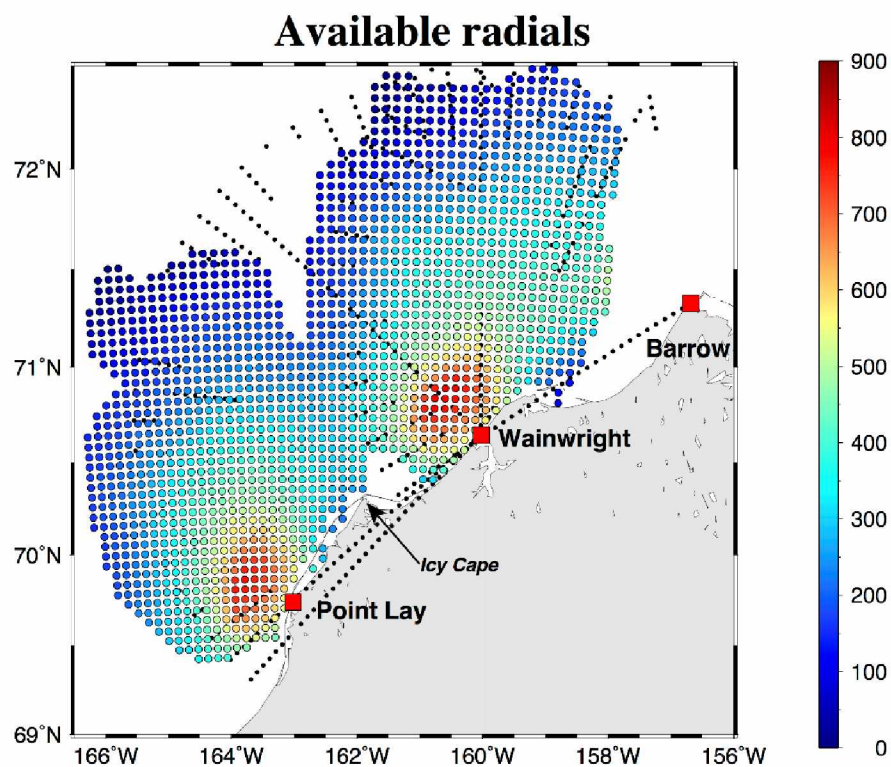 Available radials
900
800
700
600
500
400
300
200
100
0
72°N
71°N
70°N
69°N
166°W
164°W
162°W
160°W
158°W
156°W
Barrow
Wainwright
Icy Cape
Point Lay